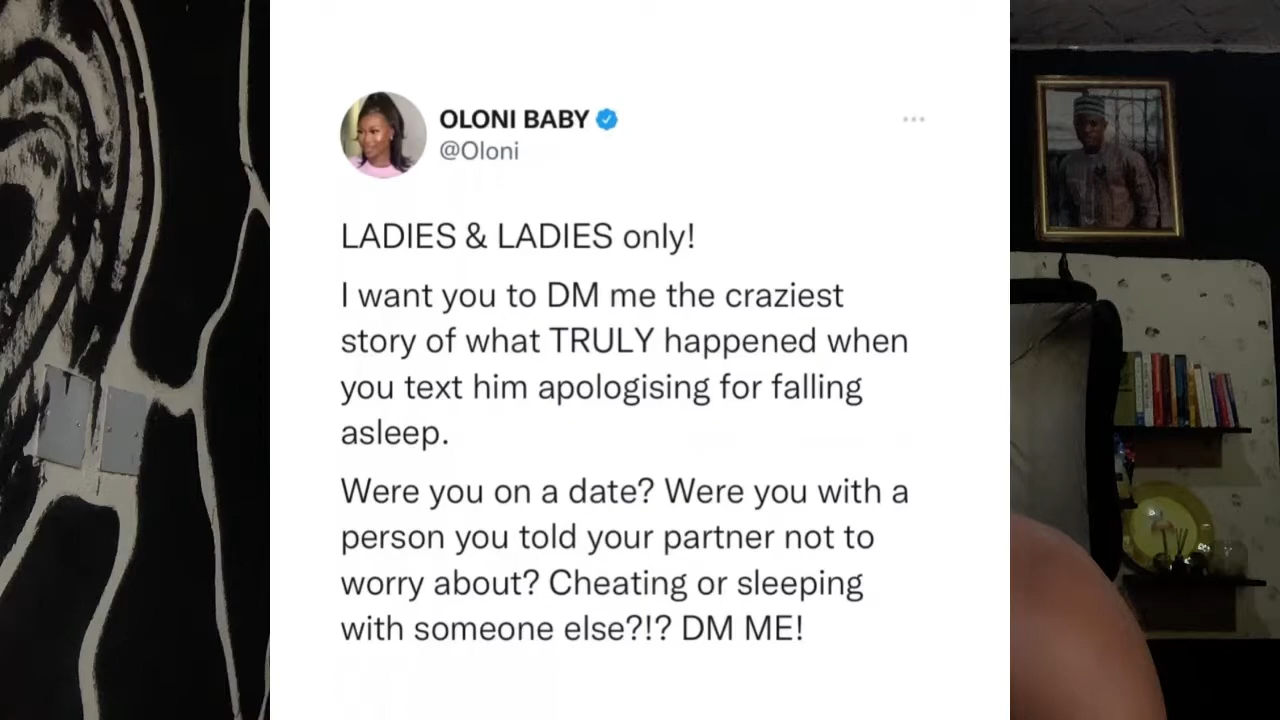 OLONI BABY
@Oloni
LADIES & LADIES only!
I want you to DM me the craziest
story of what TRULY happened when
you text him apologising for falling
asleep.
Were you on a date? Were you with a
person you told your partner not to
worry about? Cheating or sleeping
with someone else?!? DM ME!